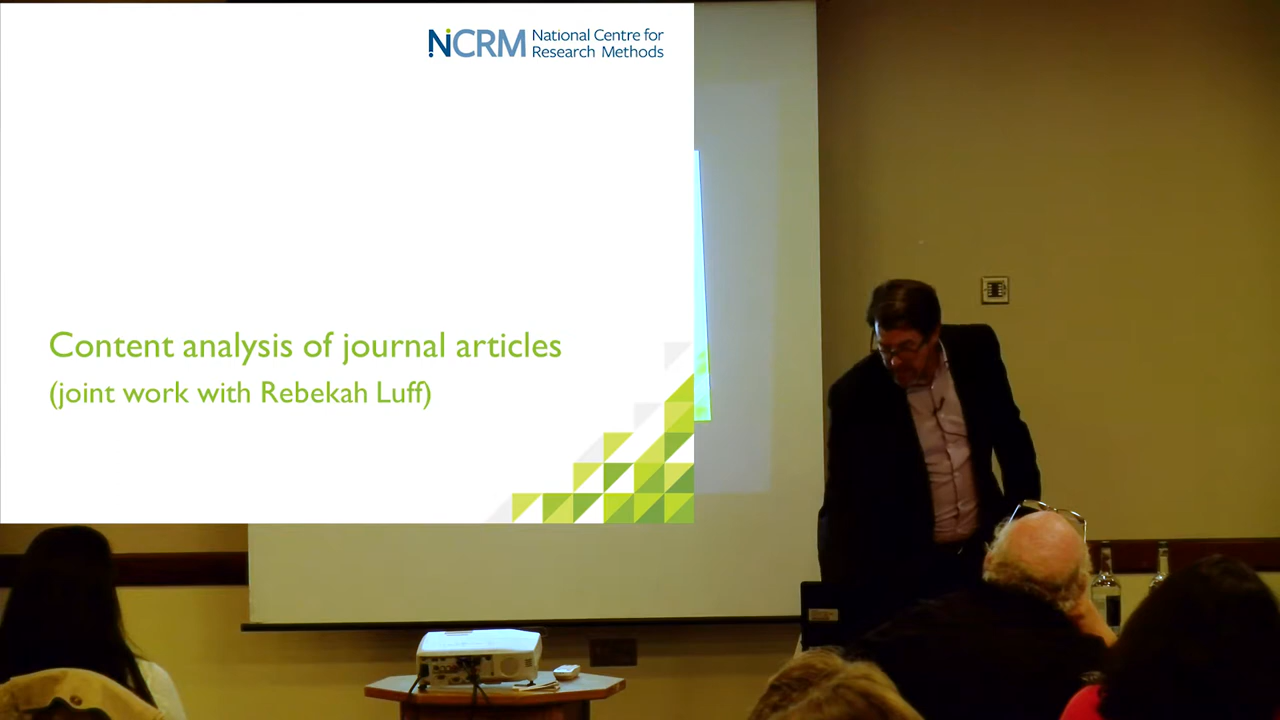 NCRM National Centre for
Research Methods
Content analysis of journal articles
(joint work with Rebekah Luff)